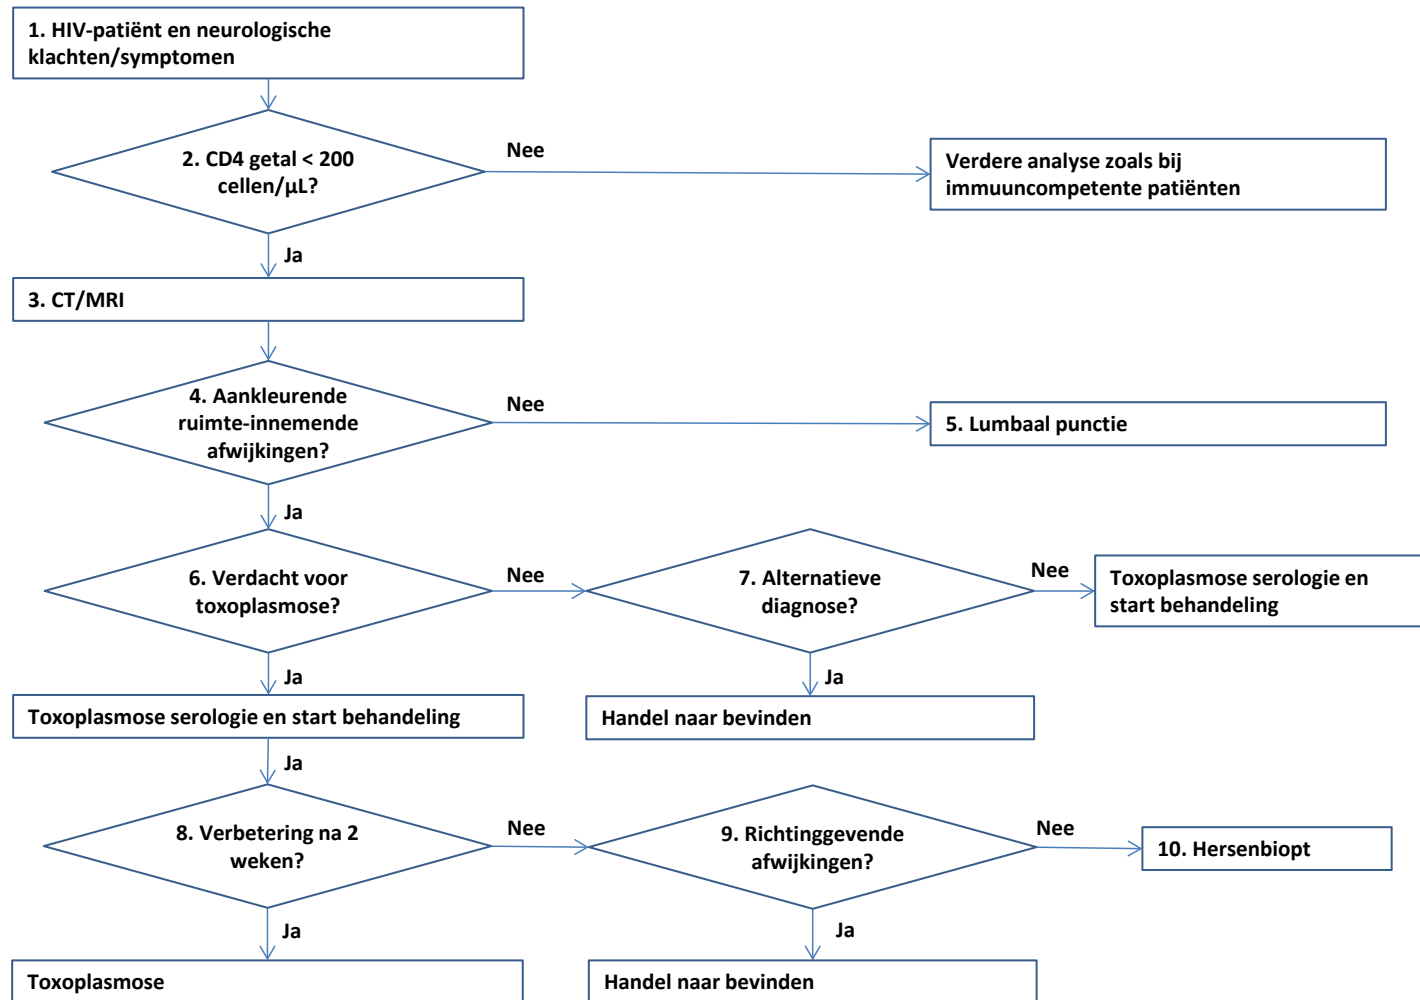 1. HIV-patiënt en neurologische
klachten/symptomen
2. CD4 getal < 200
cellen/µL?
Nee
Verdere analyse zoals bij
immuuncompetente patiënten
Ja
3. CT/MRI
4. Aankleurende
ruimte-innemende
afwijkingen?
Nee
5. Lumbaal punctie
Ja
6. Verdacht voor
toxoplasmose?
Nee
7. Alternatieve
diagnose?
Nee
Toxoplasmose serologie en
start behandeling
Ja
Ja
Toxoplasmose serologie en start behandeling
Handel naar bevinden
Ja
8. Verbetering na 2
weken?
Nee
9. Richtinggevende
afwijkingen?
Nee
10. Hersenbiopt
Ja
Ja
Toxoplasmose
Handel naar bevinden